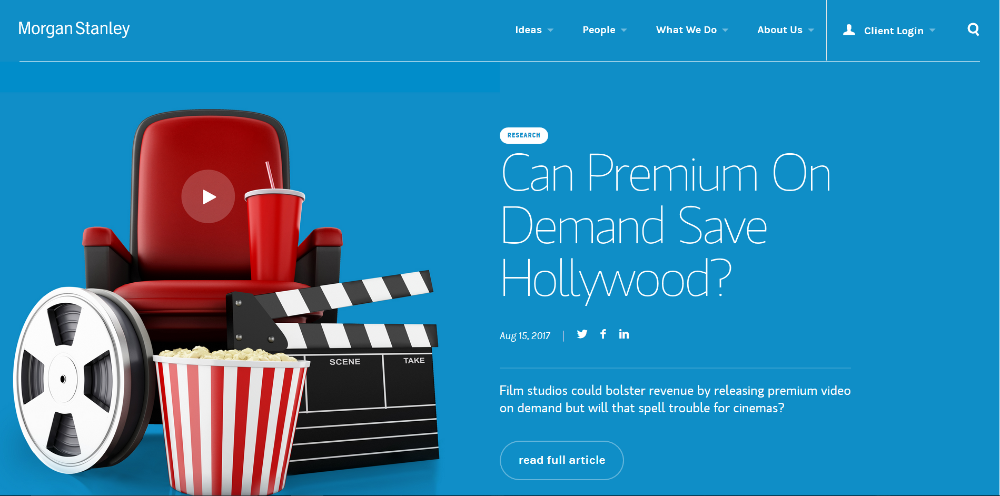 Morgan Stanley
Ideas
People
What We Do
About Us
Client Login
RESEARCH
Can Premium On
Demand Save
Hollywood?
Aug 15, 2017
Film studios could bolster revenue by releasing premium video
on demand but will that spell trouble for cinemas?
read full article
SCENE
TAKE